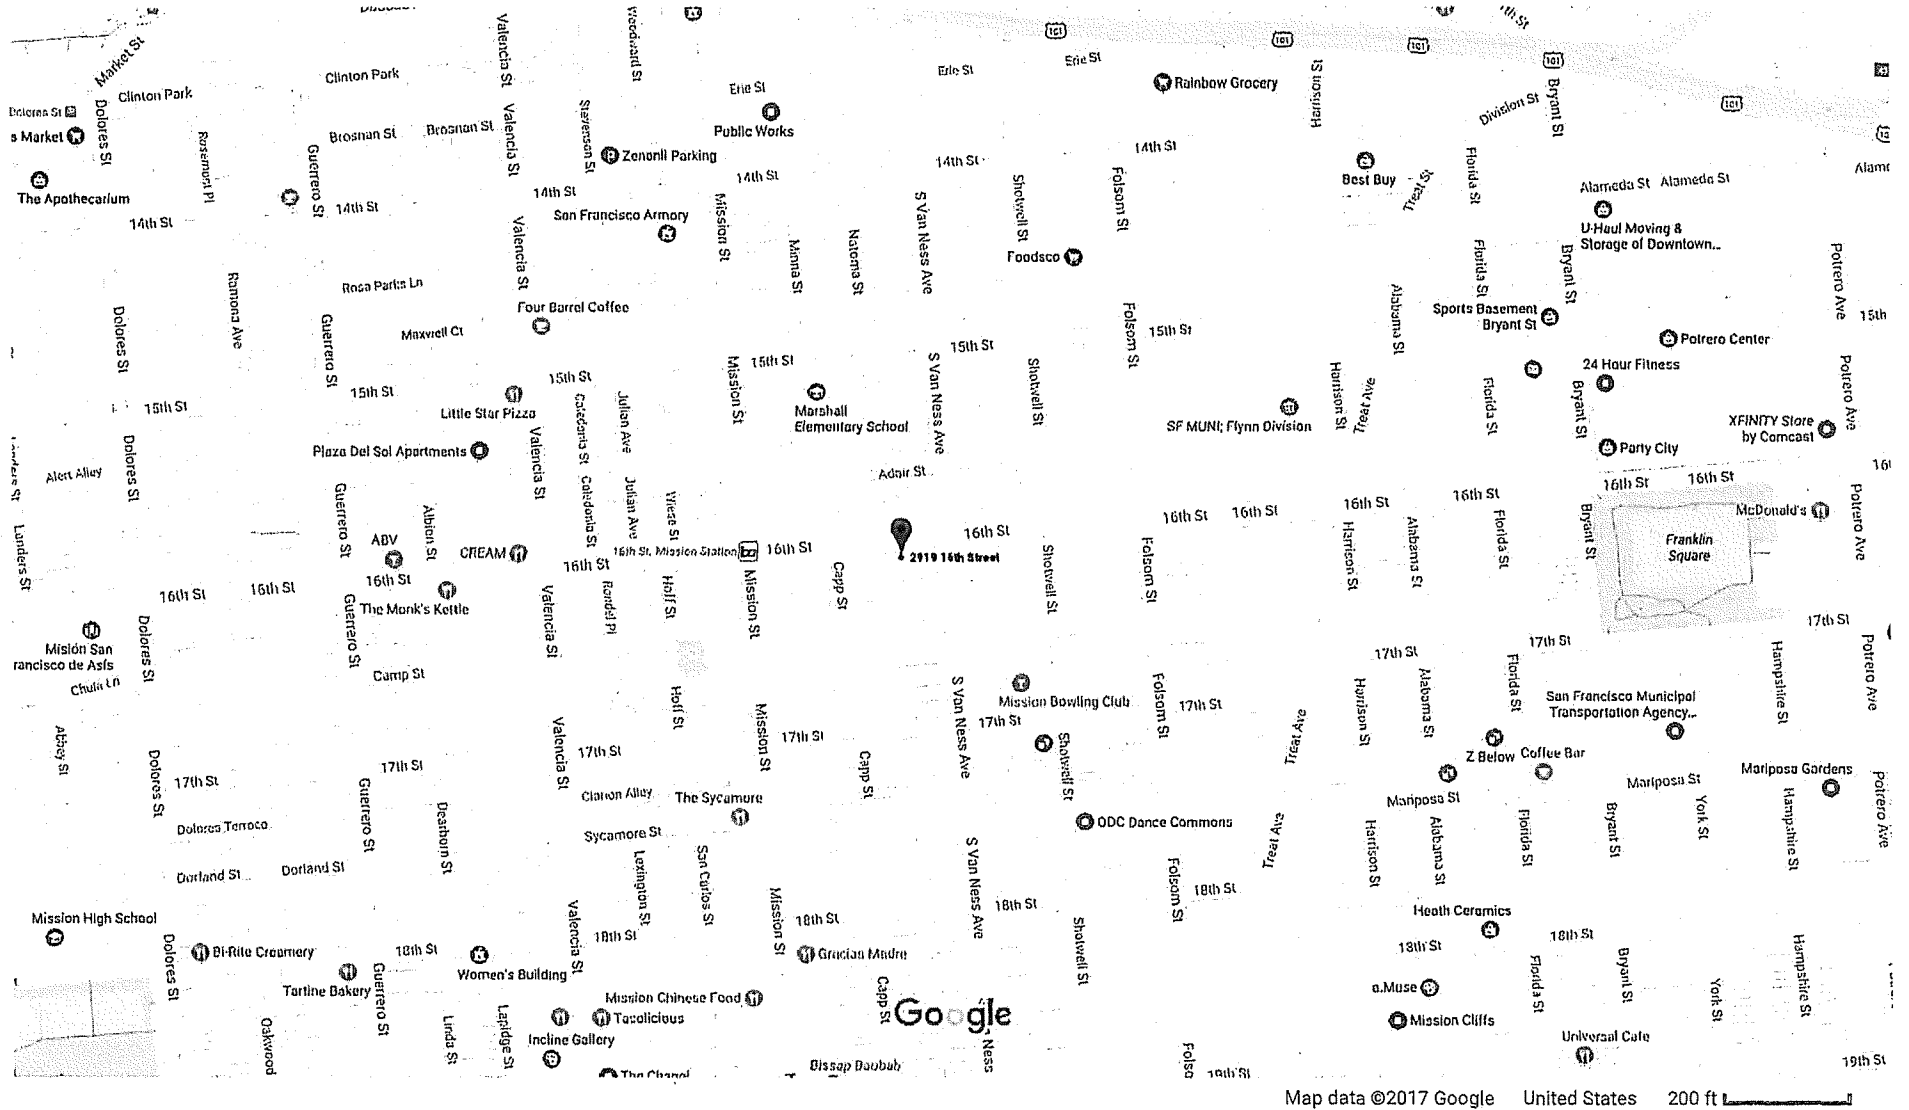 Market St
Clinton Park
Clinton Park
Valencia St
Woodward St
Erie St
Erie St
Erie St
101
101
101
101
101
Rainbow Grocery
Harrison St
Division St
Bryant St
Dolores St
s Market
Dolores St
Rosemont Pl
Brosnan St
Brosnan St
Guerrero St
Valencia St
Stevenson St
Public Works
Zenonli Parking
14th St
14th St
14th St
14th St
14th St
14th St
The Apothecarium
San Francisco Armory
Mission St
Minna St
Natoma St
S Van Ness Ave
Shotwell St
Folsom St
Foodsco
Best Buy
Treat St
Florida St
Alameda St
Alameda St
Alame
U-Haul Moving &
Storage of Downtown...
Florida St
Bryant St
Potrero Ave
Dolores St
Ramona Ave
Rosa Parks Ln
Guerrero St
Maxwell Ct
Valencia St
Four Barrel Coffee
15th St
15th St
15th St
15th St
15th St
15th St
15th
Folsom St
Alabama St
Sports Basement
Bryant St
Potrero Center
24 Hour Fitness
Little Star Pizza
Caledonia St
Julian Ave
Mission St
Marshall
Elementary School
S Van Ness Ave
Shotwell St
SF MUNI; Flynn Division
Harrison St
Treat Ave
Florida St
Bryant St
Party City
Potrero Ave
XFINITY Store
by Comcast
Landers St
Alert Alley
Dolores St
Plaza Del Sol Apartments
Valencia St
Adair St
Guerrero St
Albion St
Caledonia St
Julian Ave
Wiese St
16th St
16th St
16th St
16th St
16th St
16th St
16th St
16t
McDonald's
Potrero Ave
Landers St
ABV
CREAM
16th St. Mission Station
16th St
2919 16th Street
Harrison St
Alabama St
Florida St
Bryant St
Franklin
Square
16th St
16th St
16th St
16th St
The Monk's Kettle
Guerrero St
Valencia St
Rondel Pl
Hoff St
Mission St
Capp St
Shotwell St
Folsom St
Misión San
rancisco de Asís
Chula Ln
Dolores St
Camp St
Hoff St
17th St
17th St
17th St
Abbey St
Dolores St
17th St
17th St
17th St
17th St
17th St
17th St
Valencia St
Mission St
Capp St
S Van Ness Ave
Mission Bowling Club
Shotwell St
Folsom St
Treat Ave
Harrison St
Alabama St
Florida St
San Francisco Municipal
Transportation Agency...
Hampshire St
Potrero Ave
Z Below
Coffee Bar
Mariposa St
Mariposa St
Mariposa Gardens
Dolores Terrace
Guerrero St
Dearborn St
Clarion Alley
The Sycamore
Sycamore St
ODC Dance Commons
Treat Ave
Harrison St
Alabama St
Florida St
Bryant St
York St
Hampshire St
Potrero Ave
Dorland St
Dorland St
Lexington St
San Carlos St
Mission St
S Van Ness Ave
Folsom St
18th St
18th St
18th St
18th St
18th St
18th St
18th St
Mission High School
Dolores St
Bi-Rite Creamery
Tartine Bakery
Guerrero St
Women's Building
Valencia St
Gracias Madre
Shotwell St
Heath Ceramics
a.Muse
Mission Cliffs
Florida St
Bryant St
York St
Hampshire St
Oakwood
Linda St
Lapidge St
Mission Chinese Food
Tacolicious
Incline Gallery
The Chapel
Bissap Baobab
Capp St
Google
Ness
Folso
19th St
Universal Cafe
19th St
Map data ©2017 Google United States 200 ft